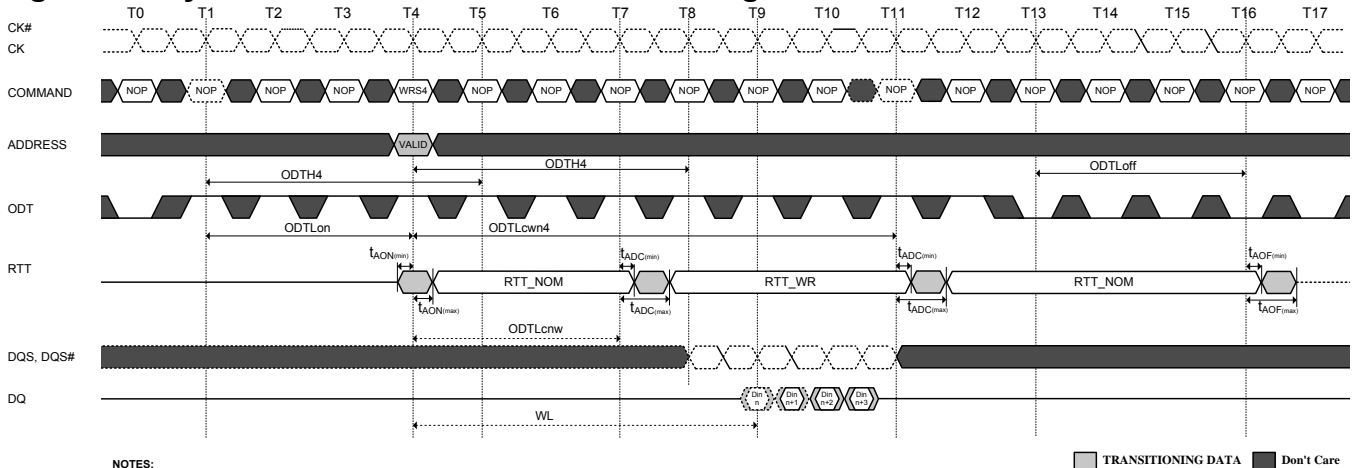 T0 T1 T2 T3 T4 T5 T6 T7 T8 T9 T10 T11 T12 T13 T14 T15 T16 T17
CK#
CK
COMMAND NOP NOP NOP NOP WRS4 NOP NOP NOP NOP NOP NOP NOP NOP NOP NOP NOP NOP NOP
ADDRESS VALID
ODTH4 ODTH4 ODTLoff
ODT
ODTLon ODTLcwn4
tAON(min) tADC(min) tADC(min) tAOF(min)
RTT RTT_NOM RTT_WR RTT_NOM
tAON(max) tADC(max) tADC(max) tAOF(max)
ODTLcnw
DQS, DQS#
DQ Din n Din n+1 Din n+2 Din n+3
WL
NOTES: TRANSITIONING DATA Don't Care